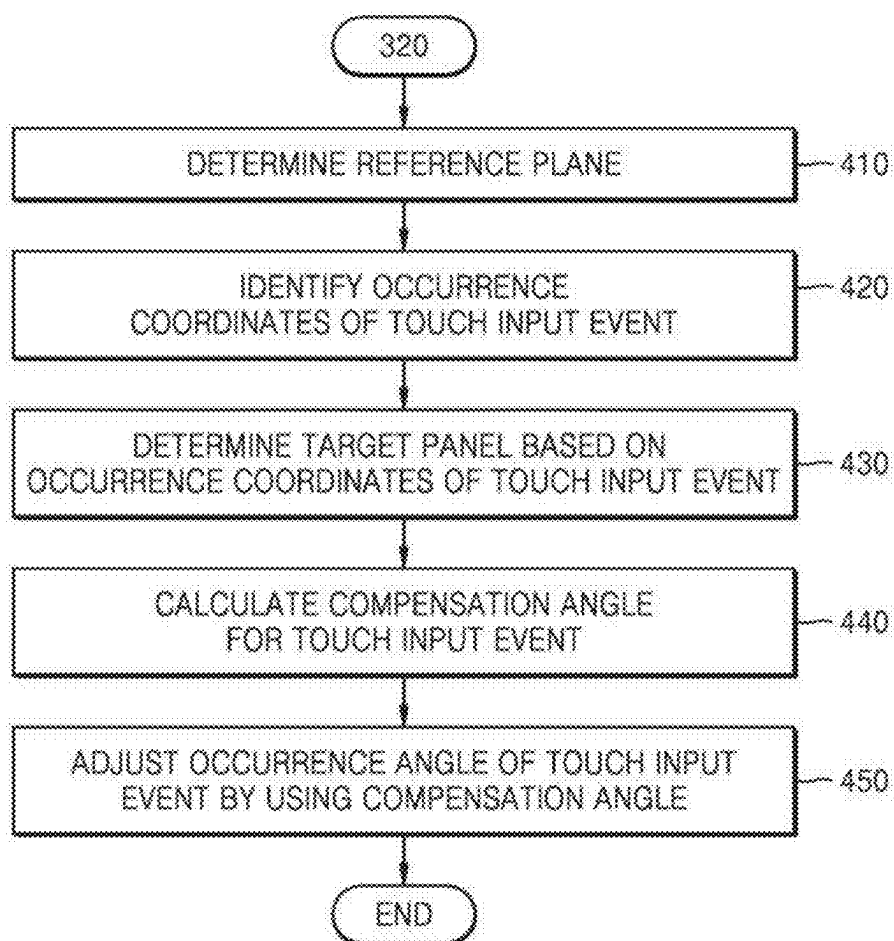 320
DETERMINE REFERENCE PLANE
410
IDENTIFY OCCURRENCE
COORDINATES OF TOUCH INPUT EVENT
420
DETERMINE TARGET PANEL BASED ON
OCCURRENCE COORDINATES OF TOUCH INPUT EVENT
430
CALCULATE COMPENSATION ANGLE
FOR TOUCH INPUT EVENT
440
ADJUST OCCURRENCE ANGLE OF TOUCH INPUT
EVENT BY USING COMPENSATION ANGLE
450
END